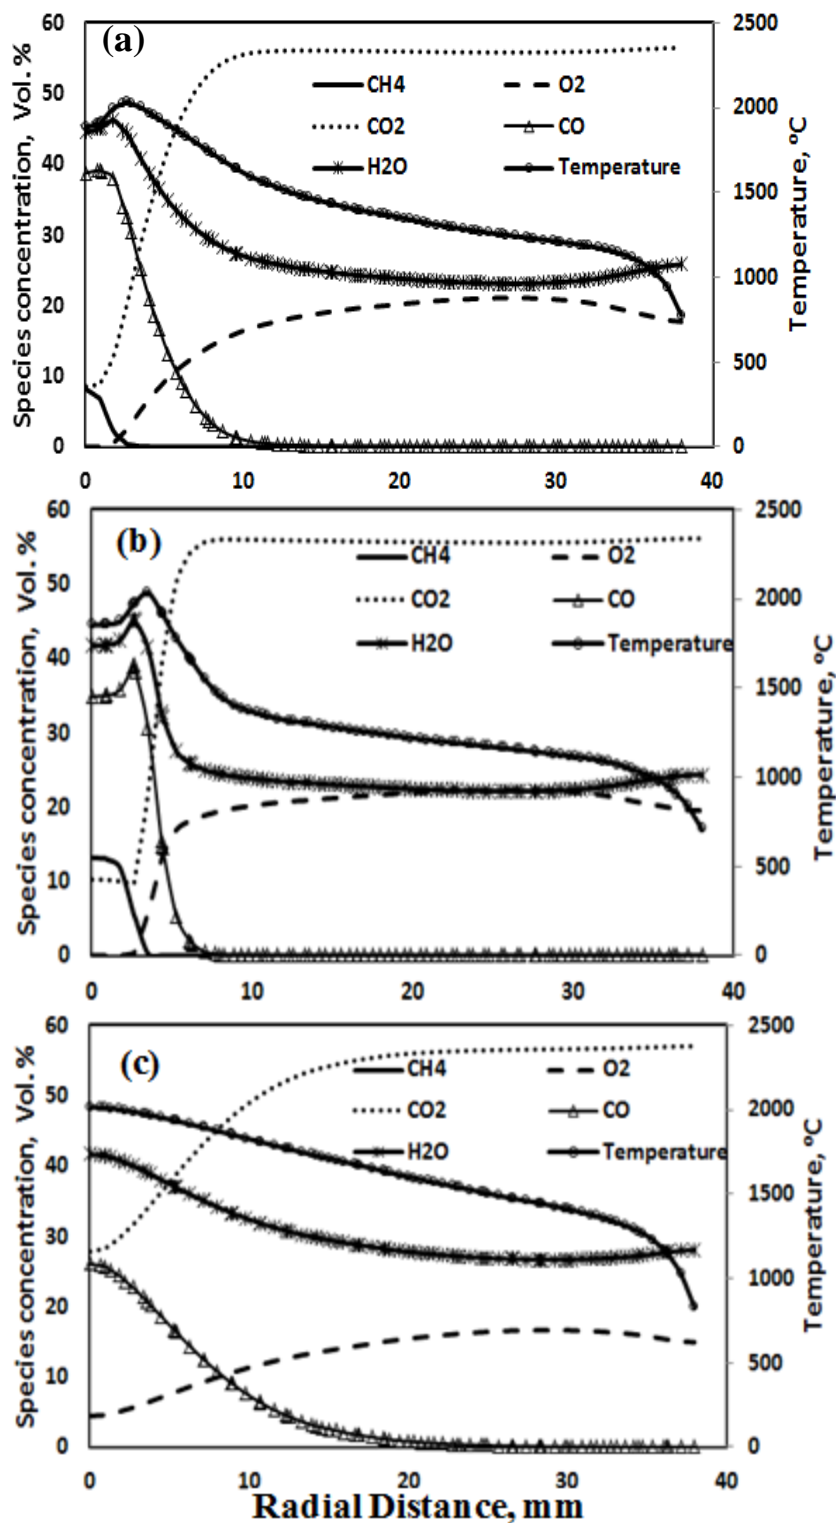 (a)
Species concentration, Vol. %
Temperature, ºC
60
50
40
30
20
10
0
2500
2000
1500
1000
500
0
CH4
O2
CO2
CO
H2O
Temperature
0
10
20
30
40
(b)
Species concentration, Vol. %
Temperature, ºC
60
50
40
30
20
10
0
2500
2000
1500
1000
500
0
CH4
O2
CO2
CO
H2O
Temperature
0
10
20
30
40
(c)
Species concentration, Vol. %
Temperature, ºC
60
50
40
30
20
10
0
2500
2000
1500
1000
500
0
CH4
O2
CO2
CO
H2O
Temperature
0
10
20
30
40
Radial Distance, mm